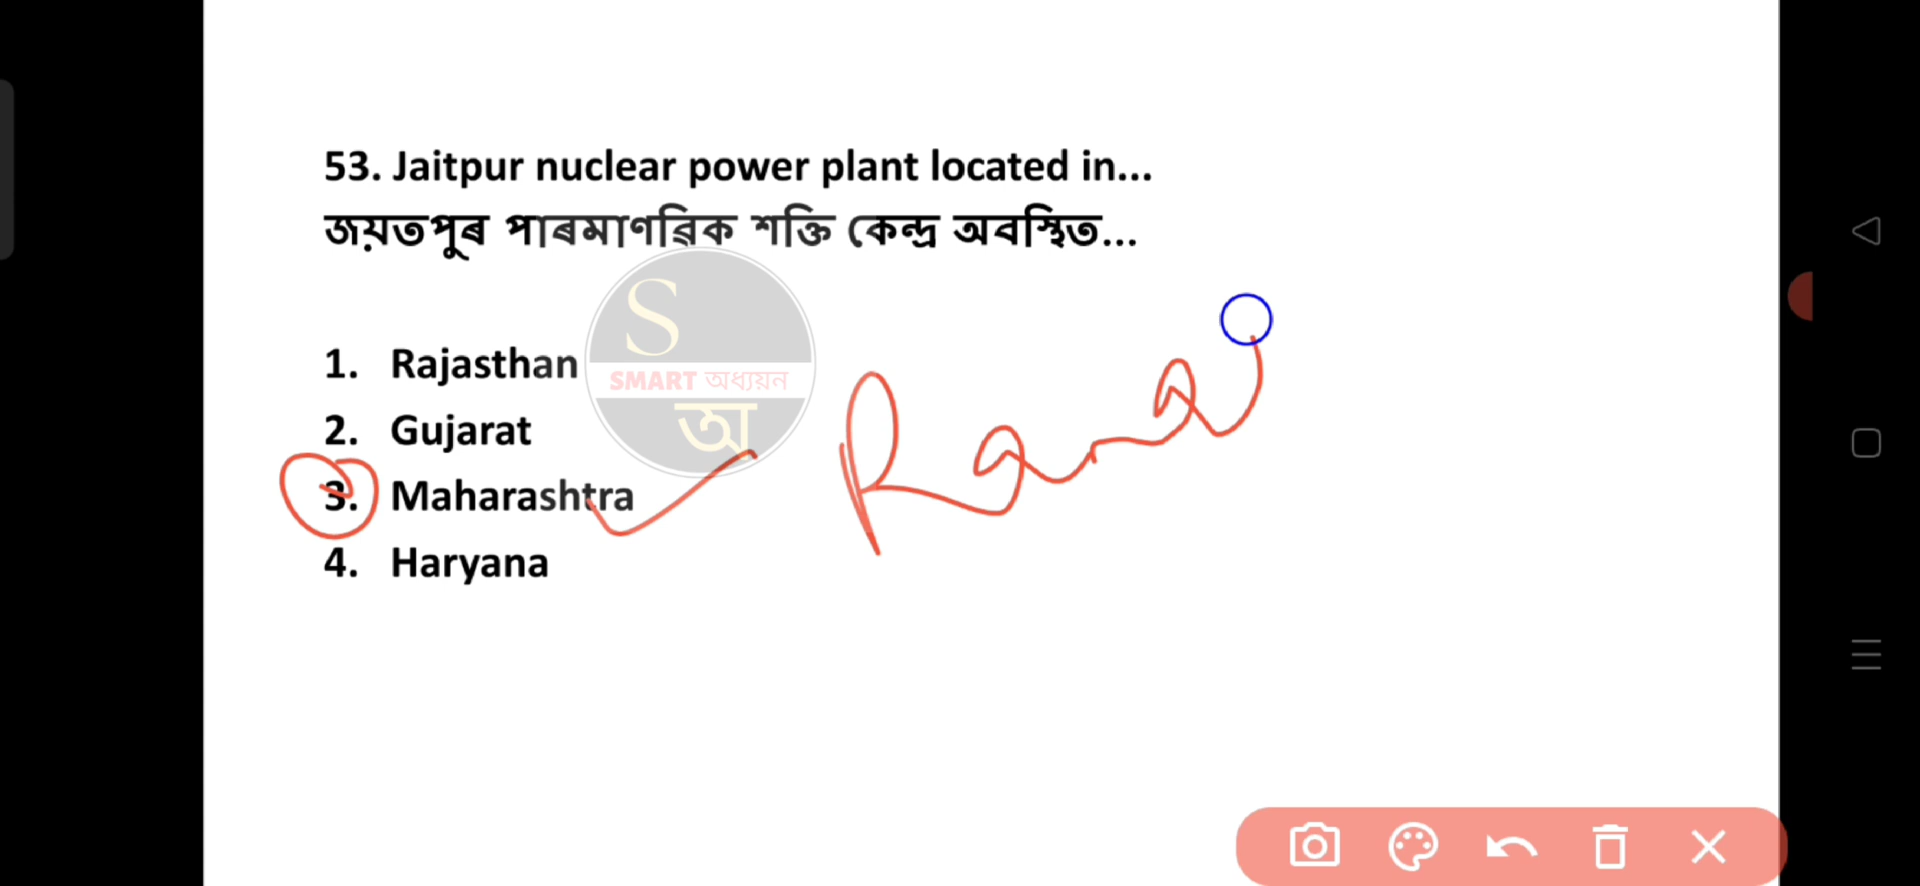 53. Jaitpur nuclear power plant located in...
জয়তপুৰ পাৰমাণৱিক শক্তি কেন্দ্ৰ অবস্থিত...
1. Rajasthan
2. Gujarat
3. Maharashtra
4. Haryana
S
SMART অধ্যয়ন
অ